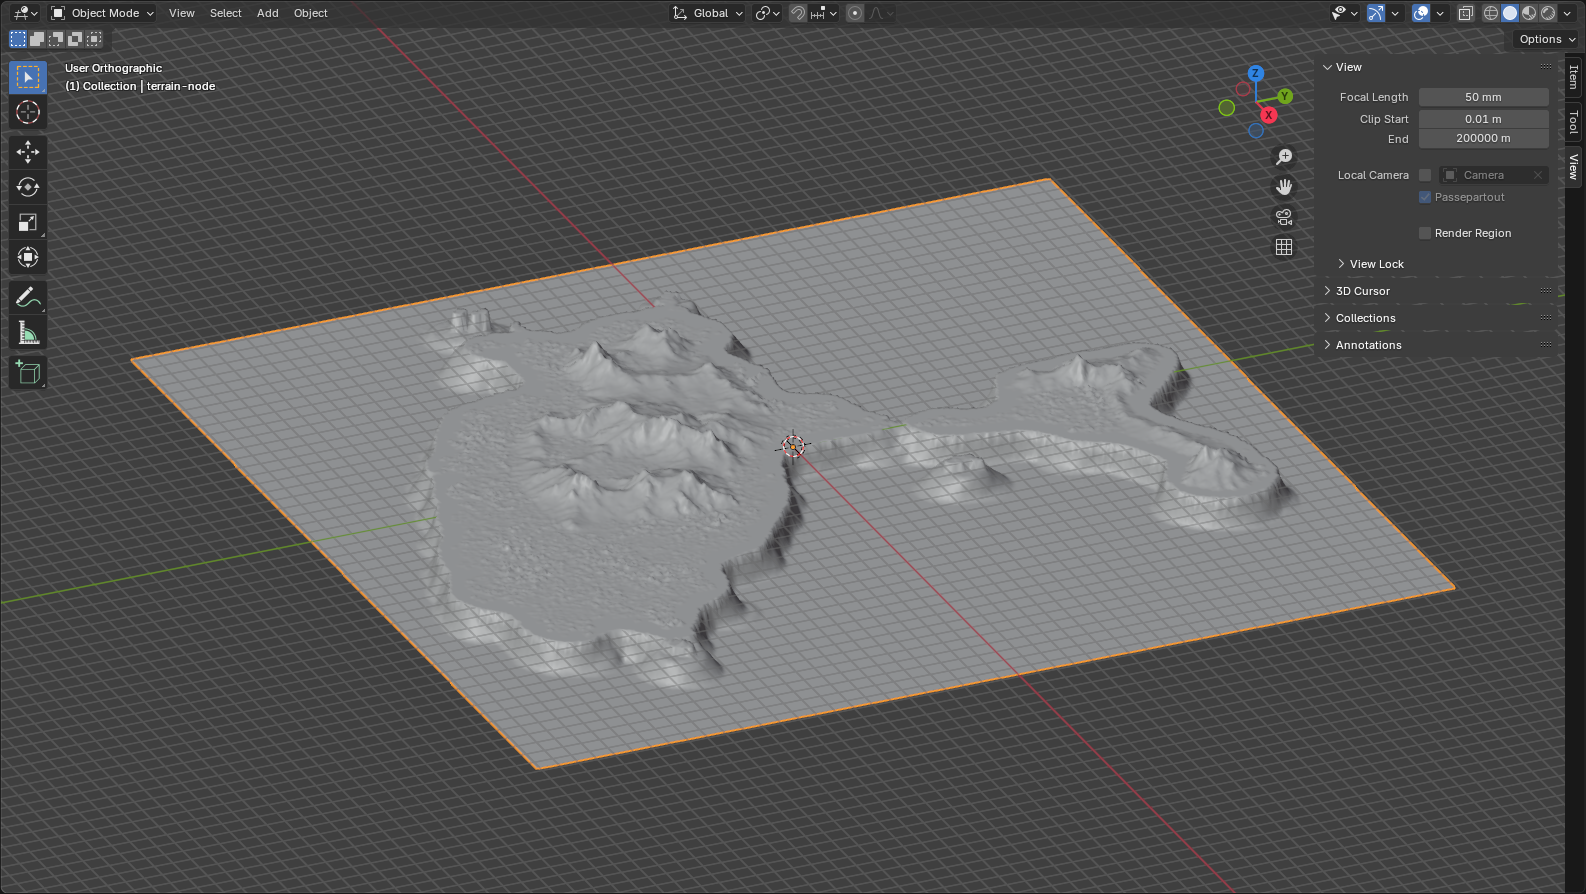 Object Mode View Select Add Object Global
Options
User Orthographic
(1) Collection | terrain-node
Z
Y
X
View
Focal Length 50 mm
Clip Start 0.01 m
End 200000 m
Local Camera Camera
Passepartout
Render Region
View Lock
3D Cursor
Collections
Annotations
Item
Tool
View